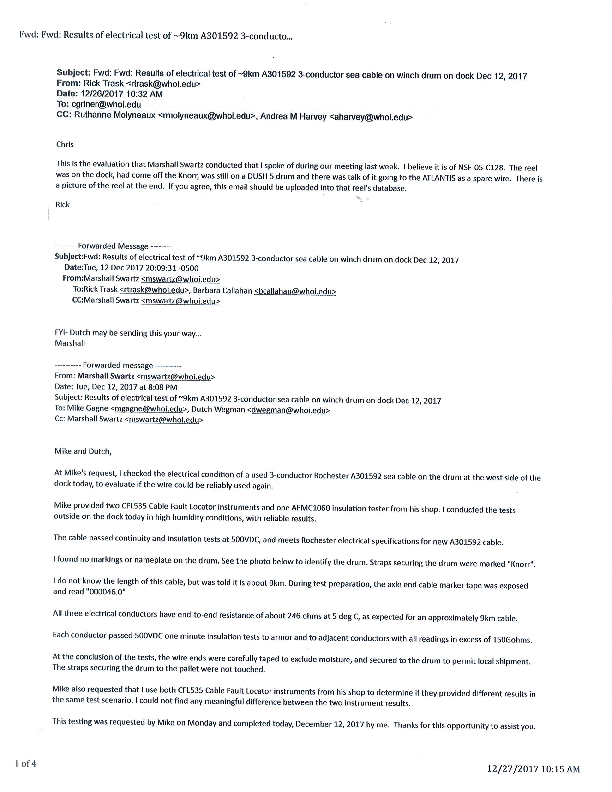 Fwd: Fwd: Results of electrical test of ~9km A301592 3-conducto...
Subject: Fwd: Fwd: Results of electrical test of ~9km A301592 3-conductor sea cable on winch drum on dock Dec 12, 2017
From: Rick Trask <rtrask@whoi.edu>
Date: 12/26/2017 10:32 AM
To: cgriner@whoi.edu
CC: Ruthanne Molyneaux <rmolyneaux@whoi.edu>, Andrea M Harvey <aharvey@whoi.edu>
Chris
This is the evaluation that Marshall Swartz conducted that I spoke of during our meeting last week. I believe it is of NSF-05-C128. The reel
was on the dock, had come off the Knorr, was still on a DUSH 5 drum and there was talk of it going to the ATLANTIS as a spare wire. There is
a picture of the reel at the end. If you agree, this email should be uploaded into that reel's database.
Rick
-------- Forwarded Message --------
Subject:Fwd: Results of electrical test of ~9km A301592 3-conductor sea cable on winch drum on dock Dec 12, 2017
Date:Tue, 12 Dec 2017 20:09:31 -0500
From:Marshall Swartz <mswartz@whoi.edu>
To:Rick Trask <rtrask@whoi.edu>, Barbara Callahan <bcallahan@whoi.edu>
CC:Marshall Swartz <mswartz@whoi.edu>
FYI- Dutch may be sending this your way...
Marshall
---------- Forwarded message ----------
From: Marshall Swartz <mswartz@whoi.edu>
Date: Tue, Dec 12, 2017 at 8:08 PM
Subject: Results of electrical test of ~9km A301592 3-conductor sea cable on winch drum on dock Dec 12, 2017
To: Mike Gagne <mgagne@whoi.edu>, Dutch Wegman <dwegman@whoi.edu>
Cc: Marshall Swartz <mswartz@whoi.edu>
Mike and Dutch,
At Mike's request, I checked the electrical condition of a used 3-conductor Rochester A301592 sea cable on the drum at the west side of the
dock today, to evaluate if the wire could be reliably used again.
Mike provided two CFL535 Cable Fault Locator instruments and one AEMC1060 insulation tester from his shop. I conducted the tests
outside on the dock today in high humidity conditions, with reliable results.
The cable passed continuity and insulation tests at 500VDC, and meets Rochester electrical specifications for new A301592 cable.
I found no markings or nameplate on the drum. See the photo below to identify the drum. Straps securing the drum were marked "Knorr".
I do not know the length of this cable, but was told it is about 9km. During test preparation, the axle end cable marker tape was exposed
and read "000046.0"
All three electrical conductors have end-to-end resistance of about 246 ohms at 5 deg C, as expected for an approximately 9km cable.
Each conductor passed 500VDC one minute insulation tests to armor and to adjacent conductors with all readings in excess of 150Gohms.
At the conclusion of the tests, the wire ends were carefully taped to exclude moisture, and secured to the drum to permit local shipment.
The straps securing the drum to the pallet were not touched.
Mike also requested that I use both CFL535 Cable Fault Locator instruments from his shop to determine if they provided different results in
the same test scenario. I could not find any meaningful difference between the two instrument results.
This testing was requested by Mike on Monday and completed today, December 12, 2017 by me. Thanks for this opportunity to assist you.
1 of 4
12/27/2017 10:15 AM